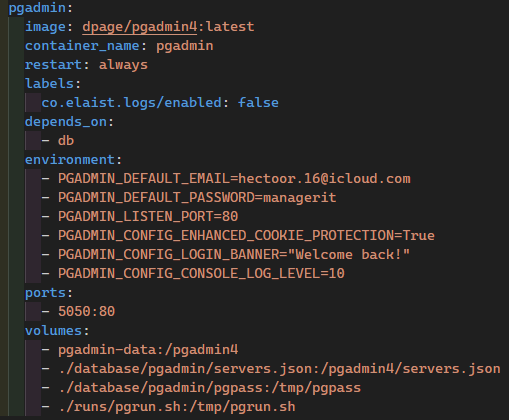 pgadmin:
image: dpage/pgadmin4:latest
container_name: pgadmin
restart: always
labels:
co.elaist.logs/enabled: false
depends_on:
- db
environment:
- PGADMIN_DEFAULT_EMAIL=hectoor.16@icloud.com
- PGADMIN_DEFAULT_PASSWORD=managerit
- PGADMIN_LISTEN_PORT=80
- PGADMIN_CONFIG_ENHANCED_COOKIE_PROTECTION=True
- PGADMIN_CONFIG_LOGIN_BANNER="Welcome back!"
- PGADMIN_CONFIG_CONSOLE_LOG_LEVEL=10
ports:
- 5050:80
volumes:
- pgadmin-data:/pgadmin4
- ./database/pgadmin/servers.json:/pgadmin4/servers.json
- ./database/pgadmin/pgpass:/tmp/pgpass
- ./runs/pgrun.sh:/tmp/pgrun.sh